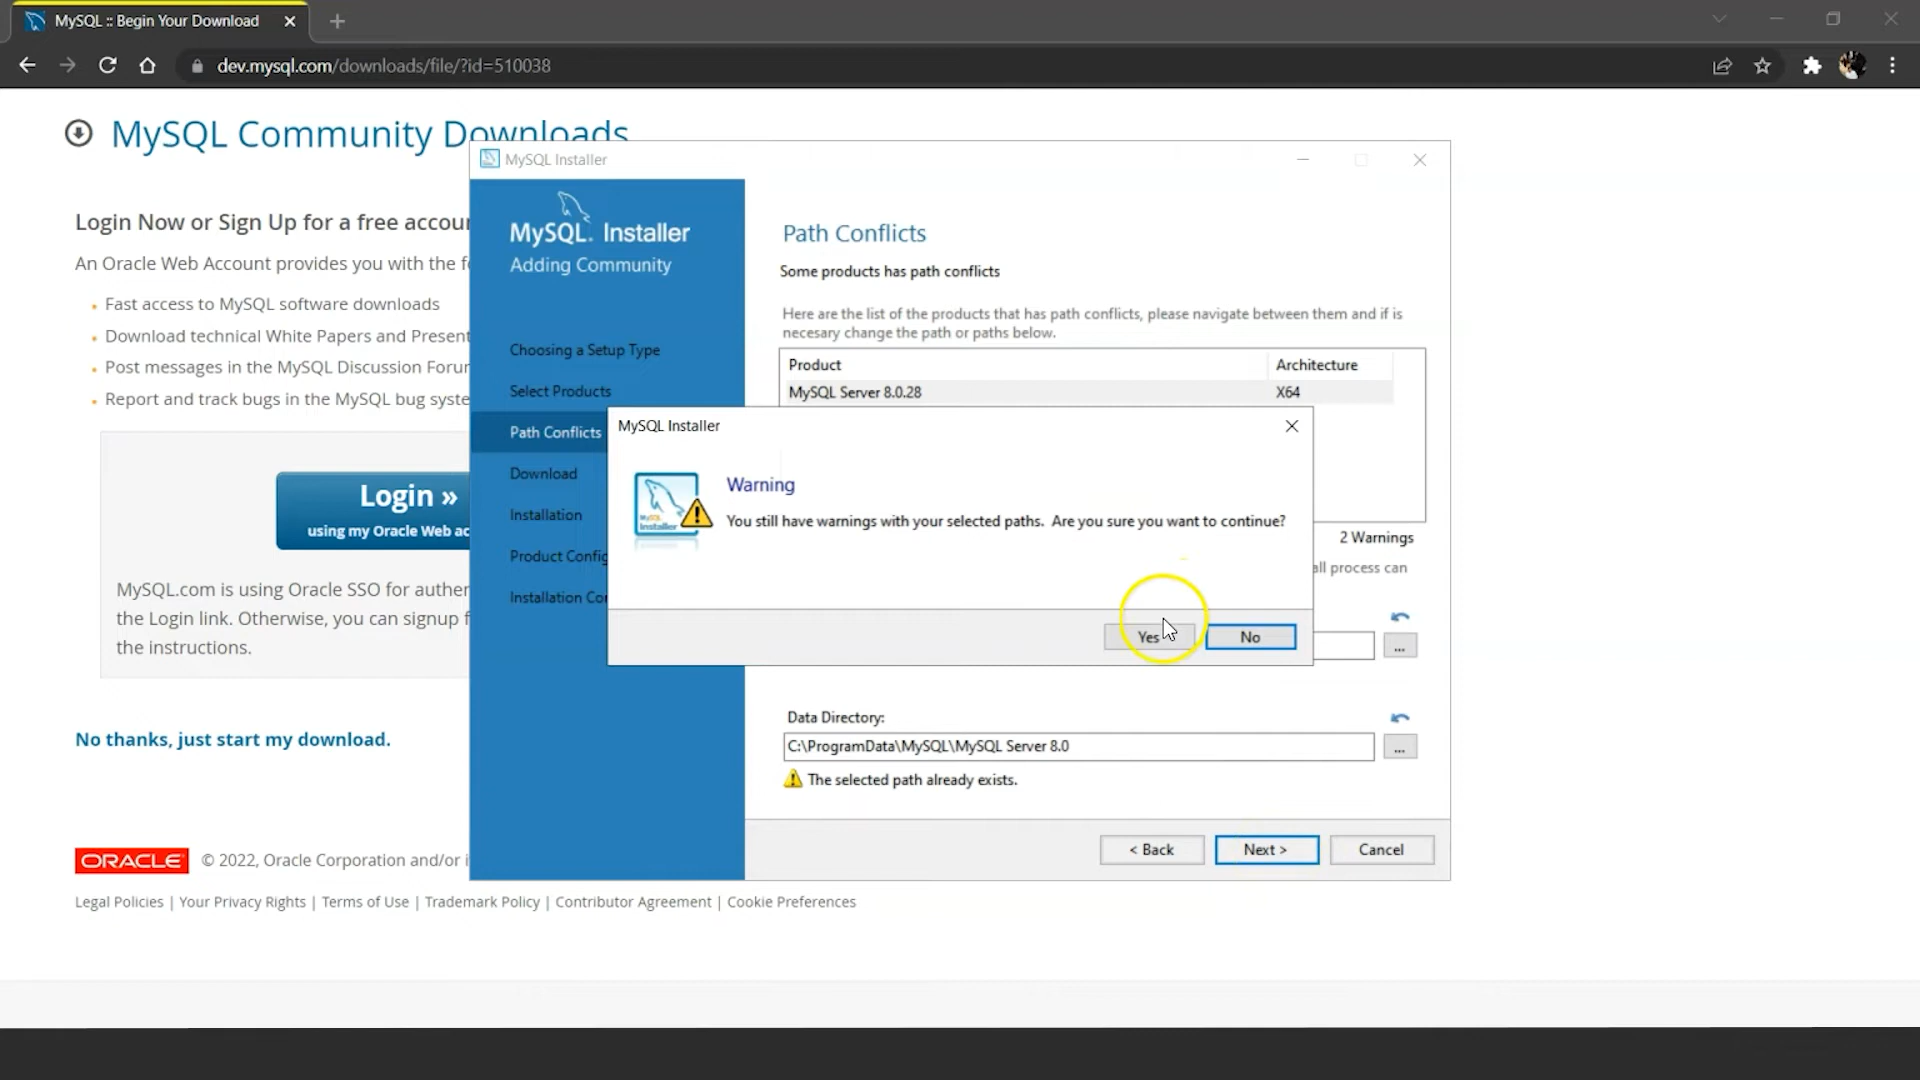 MySQL :: Begin Your Download
dev.mysql.com/downloads/file/?id=510038
MySQL Community Downloads
Login Now or Sign Up for a free accou
An Oracle Web Account provides you with the f
Fast access to MySQL software downloads
Download technical White Papers and Present
Post messages in the MySQL Discussion Foru
Report and track bugs in the MySQL bug syste
Login »
using my Oracle Web ac
MySQL.com is using Oracle SSO for authe
the Login link. Otherwise, you can signup f
the instructions.
No thanks, just start my download.
ORACLE © 2022, Oracle Corporation and/or i
Legal Policies | Your Privacy Rights | Terms of Use | Trademark Policy | Contributor Agreement | Cookie Preferences
MySQL Installer
MySQL. Installer
Adding Community
Choosing a Setup Type
Select Products
Path Conflicts
Download
Installation
Product Config
Installation Co
Path Conflicts
Some products has path conflicts
Here are the list of the products that has path conflicts, please navigate between them and if is
necesary change the path or paths below.
Product Architecture
MySQL Server 8.0.28 X64
2 Warnings
all process can
...
Data Directory:
C:\ProgramData\MySQL\MySQL Server 8.0
...
The selected path already exists.
< Back Next > Cancel
MySQL Installer
Warning
You still have warnings with your selected paths. Are you sure you want to continue?
Yes No